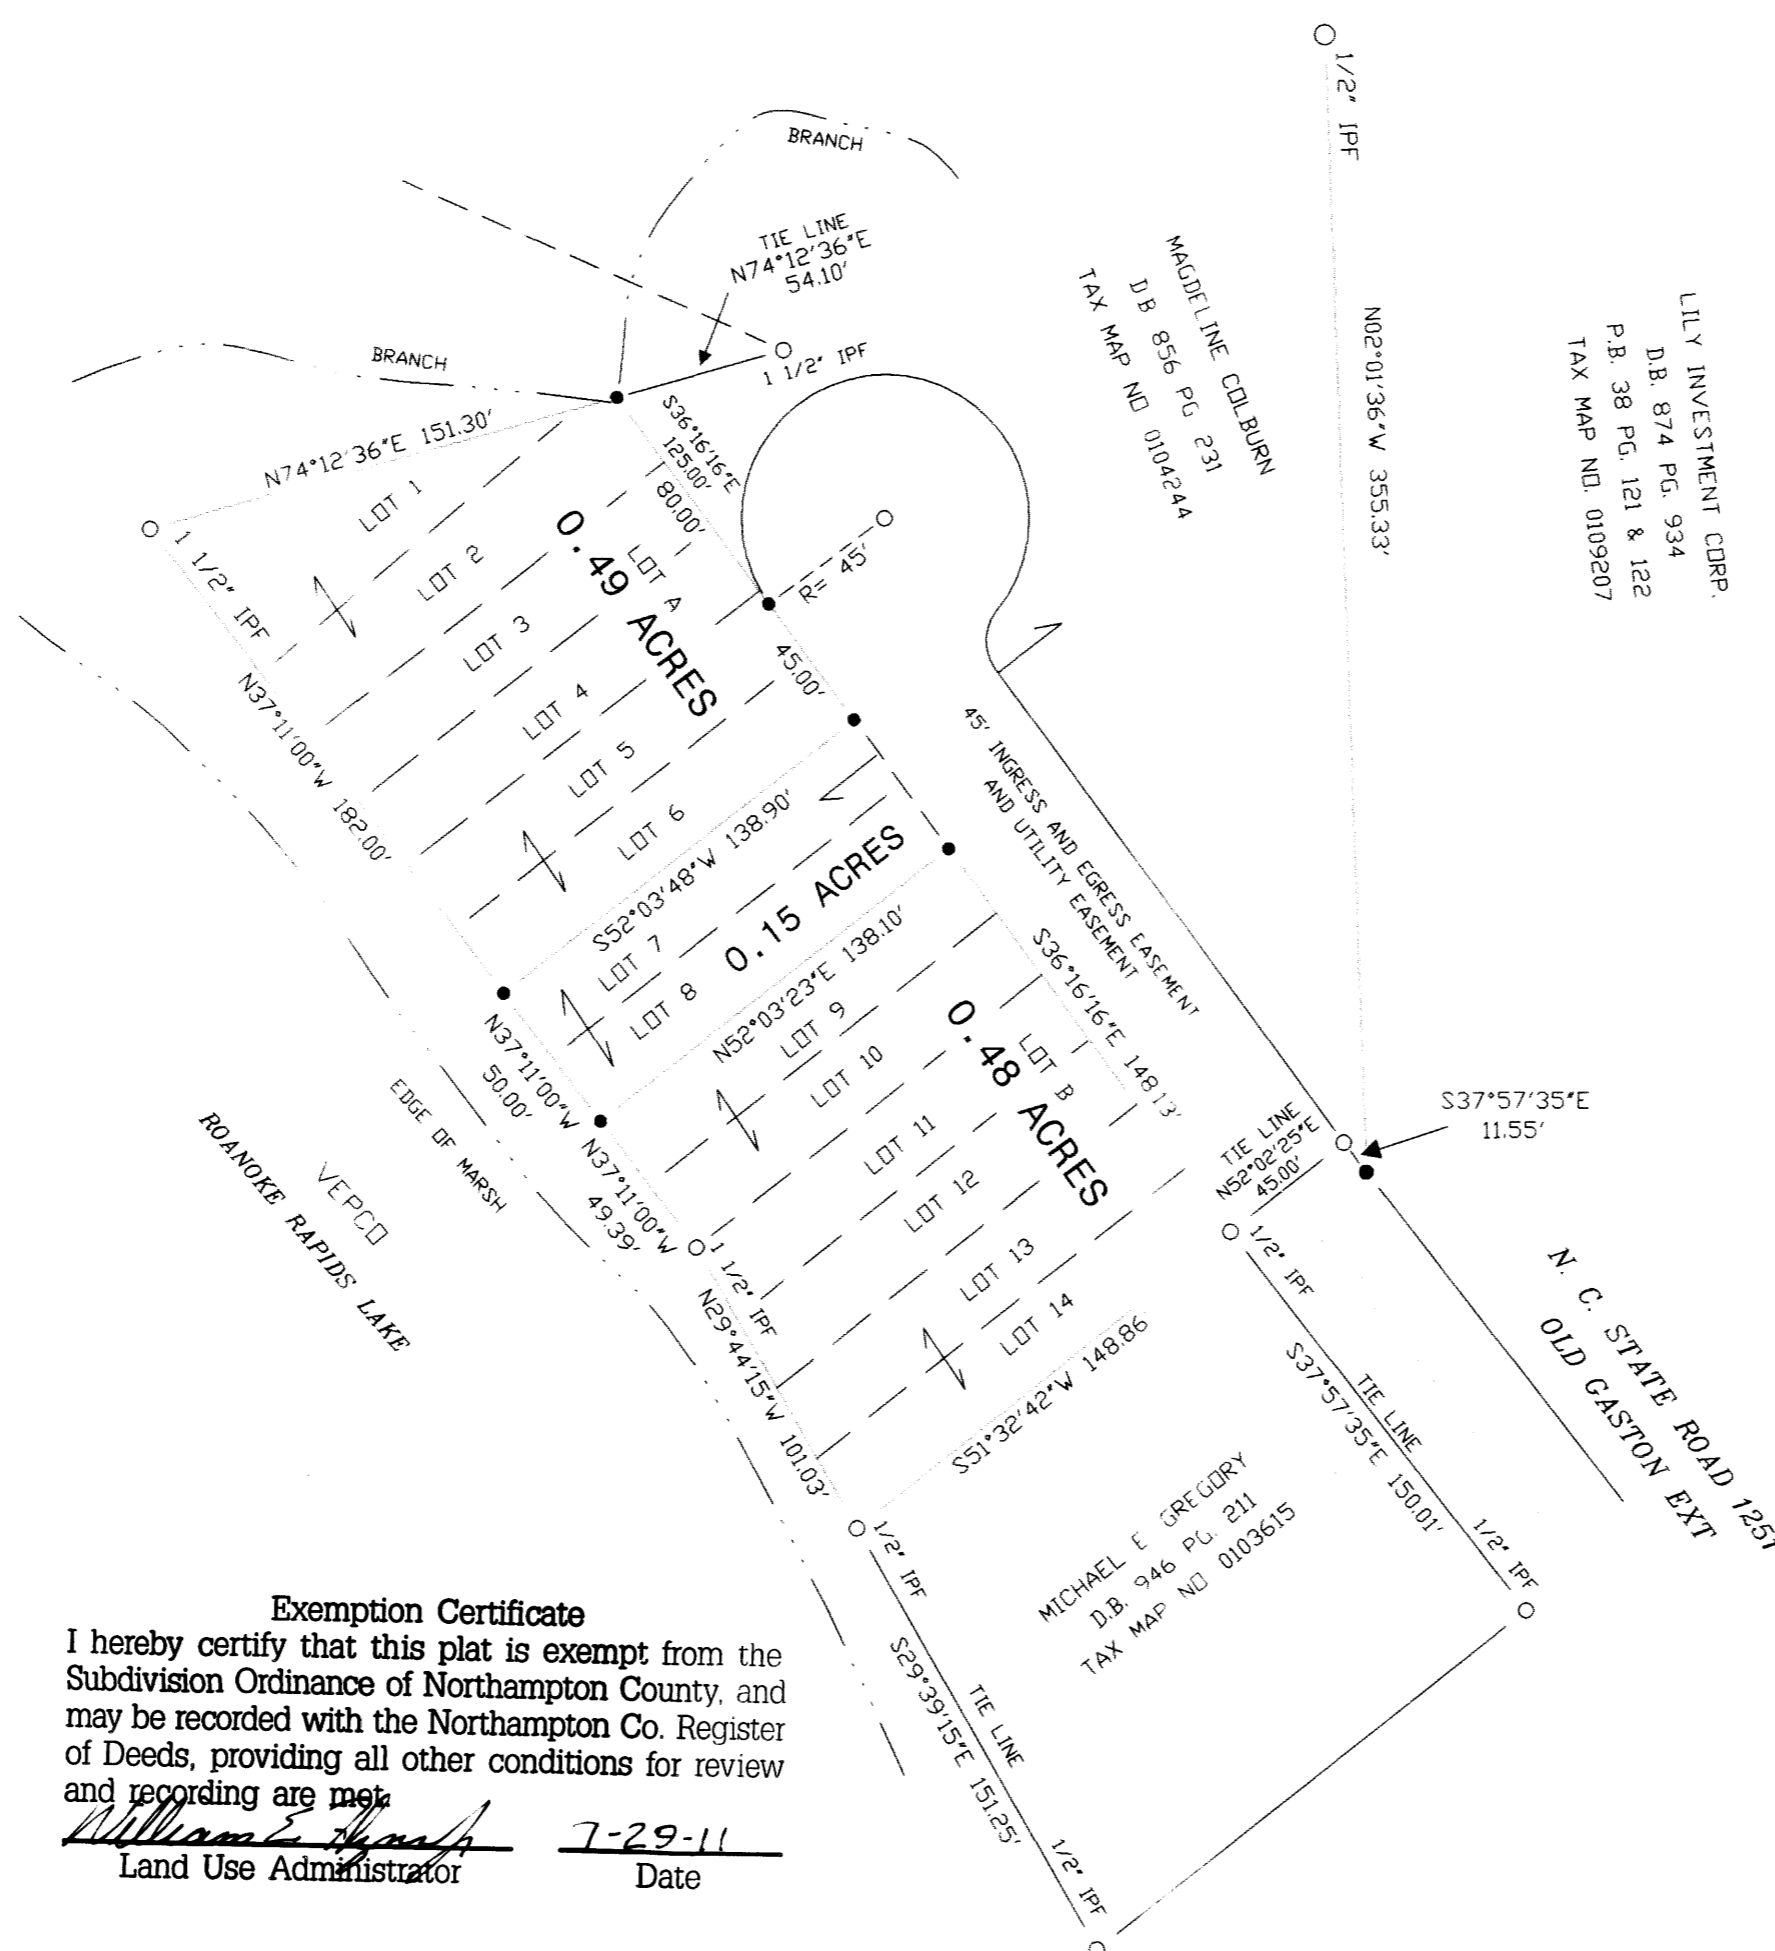 1/2" IPF
BRANCH
TIE LINE
N74°12'36"E
54.10'
BRANCH
1 1/2" IPF
MAGDELINE COLBURN
D B 856 PG 231
TAX MAP NO 0104244
N02°01'36"W 355.33'
LILY INVESTMENT CORP.
D.B. 874 PG. 934
P.B. 38 PG. 121 & 122
TAX MAP NO. 0109207
N74°12'36"E 151.30'
S36°16'16"E
125.00'
80.00'
1 1/2" IPF
LOT 1
LOT 2
LOT 3
LOT 4
LOT 5
LOT 6
LOT A
0.49 ACRES
R= 45'
45.00'
N37°11'00"W 182.00'
45' INGRESS AND EGRESS EASEMENT
AND UTILITY EASEMENT
S52°03'48"W 138.90'
LOT 7
LOT 8
0.15 ACRES
N52°03'23"E 138.10'
N37°11'00"W
50.00'
S36°16'16"E 148.13'
LOT 9
LOT 10
LOT 11
LOT 12
LOT 13
LOT 14
LOT B
0.48 ACRES
EDGE OF MARSH
ROANOKE RAPIDS LAKE
VEPCO
N37°11'00"W
49.39'
1 1/2" IPF
N29°44'15"W 101.03'
TIE LINE
N52°02'25"E
45.00'
S37°57'35"E
11.55'
1/2" IPF
N. C. STATE ROAD 1257
OLD GASTON EXT
TIE LINE
S37°57'35"E 150.01'
1/2" IPF
S51°32'42"W 148.86
MICHAEL E GREGORY
D.B. 946 PG. 211
TAX MAP NO 0103615
1/2" IPF
TIE LINE
S29°39'15"E 151.25'
1/2" IPF
Exemption Certificate
I hereby certify that this plat is exempt from the
Subdivision Ordinance of Northampton County, and
may be recorded with the Northampton Co. Register
of Deeds, providing all other conditions for review
and recording are met.
William E
7-29-11
Land Use Administrator
Date